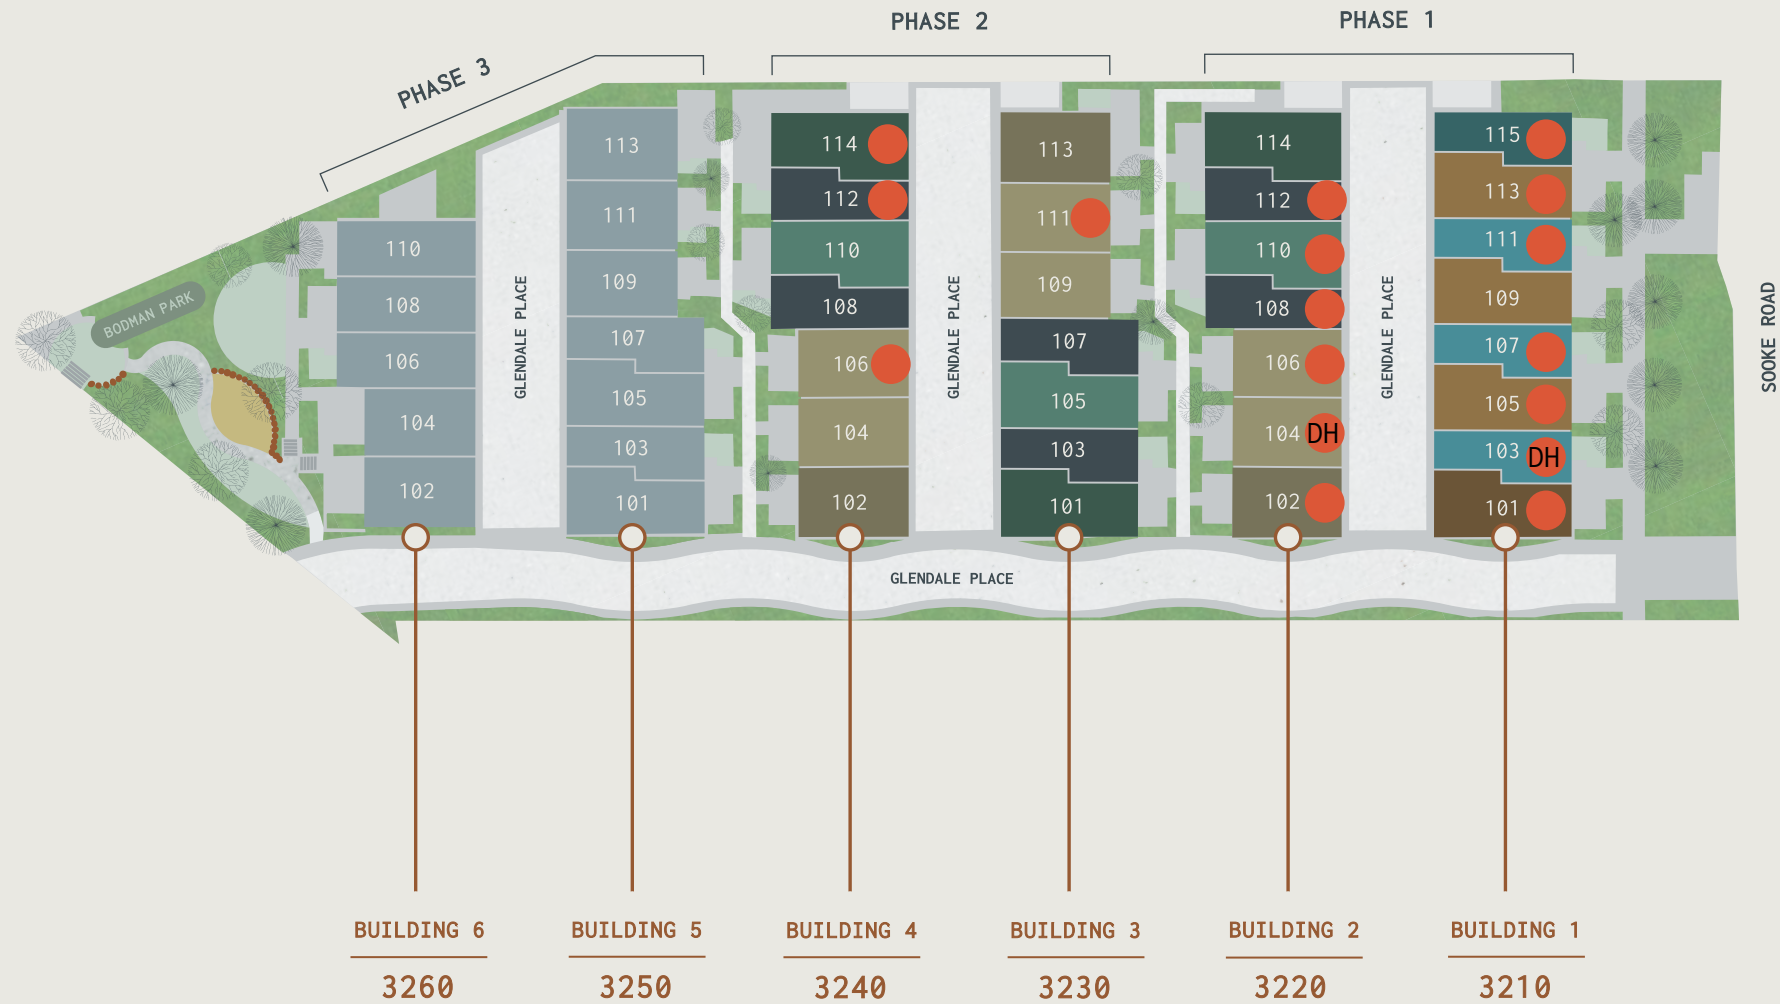 PHASE 3
PHASE 2
PHASE 1
110
108
106
104
102
113
111
109
107
105
103
101
114
112
110
108
106
104
102
113
111
109
107
105
103
101
114
112
110
108
106
104 DH
102
115
113
111
109
107
105
103 DH
101
BODMAN PARK
GLENDALE PLACE
GLENDALE PLACE
GLENDALE PLACE
GLENDALE PLACE
SOOKE ROAD
BUILDING 6
3260
BUILDING 5
3250
BUILDING 4
3240
BUILDING 3
3230
BUILDING 2
3220
BUILDING 1
3210